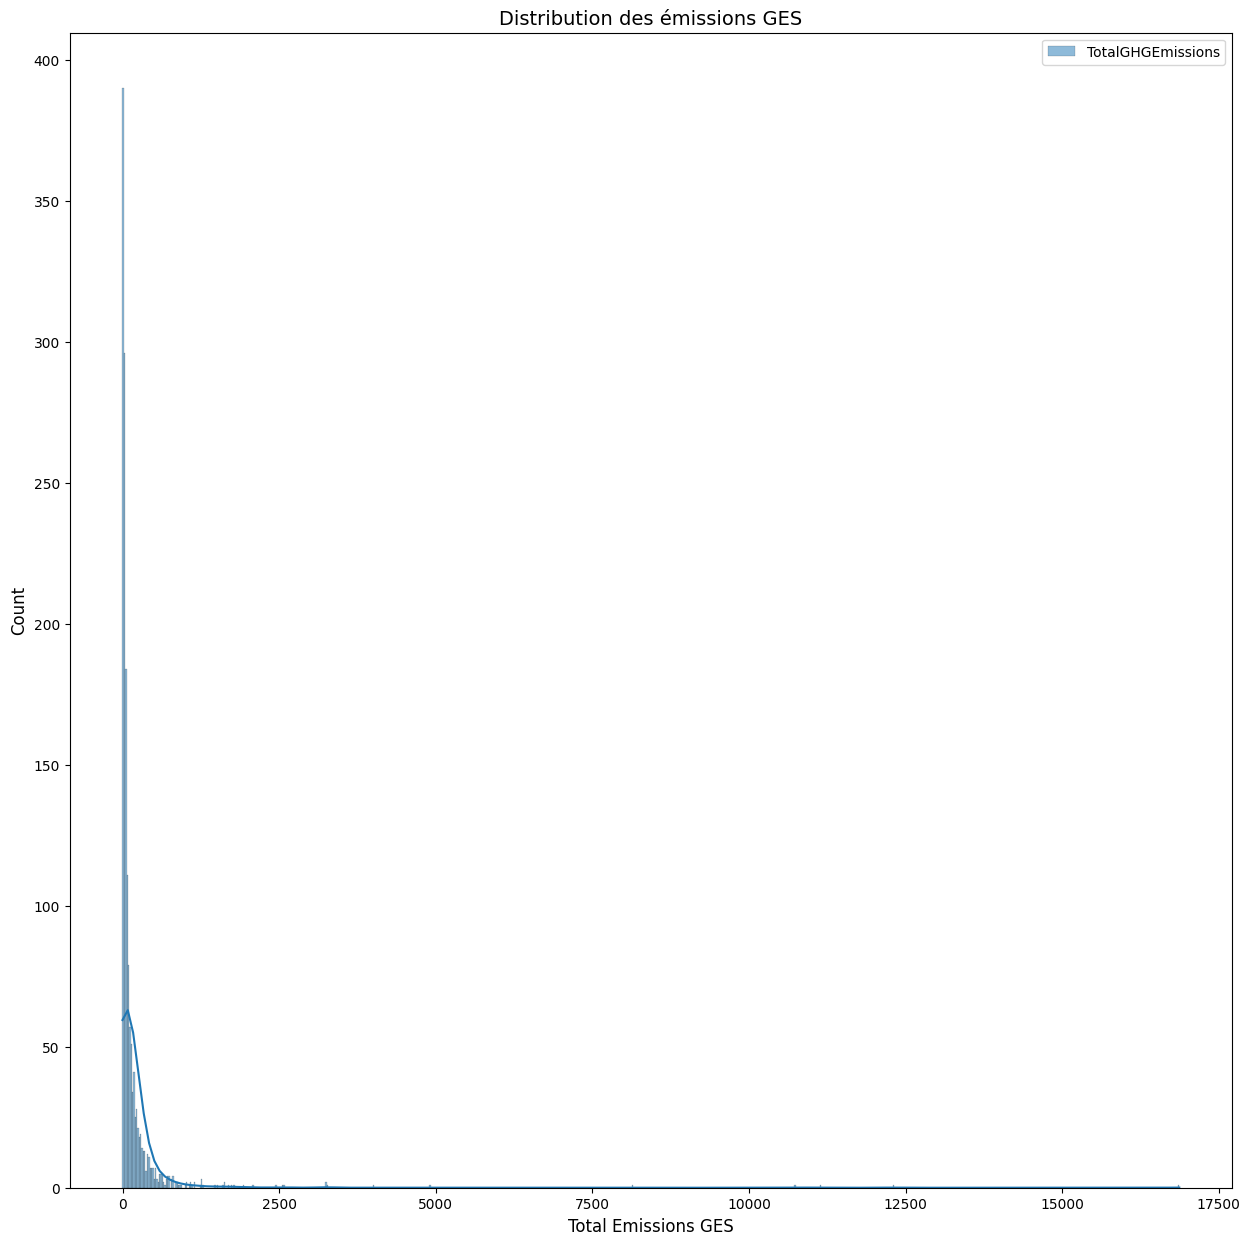 Distribution des émissions GES
TotalGHGEmissions
400
350
300
250
200
150
100
50
0
Count
0 2500 5000 7500 10000 12500 15000 17500
Total Emissions GES